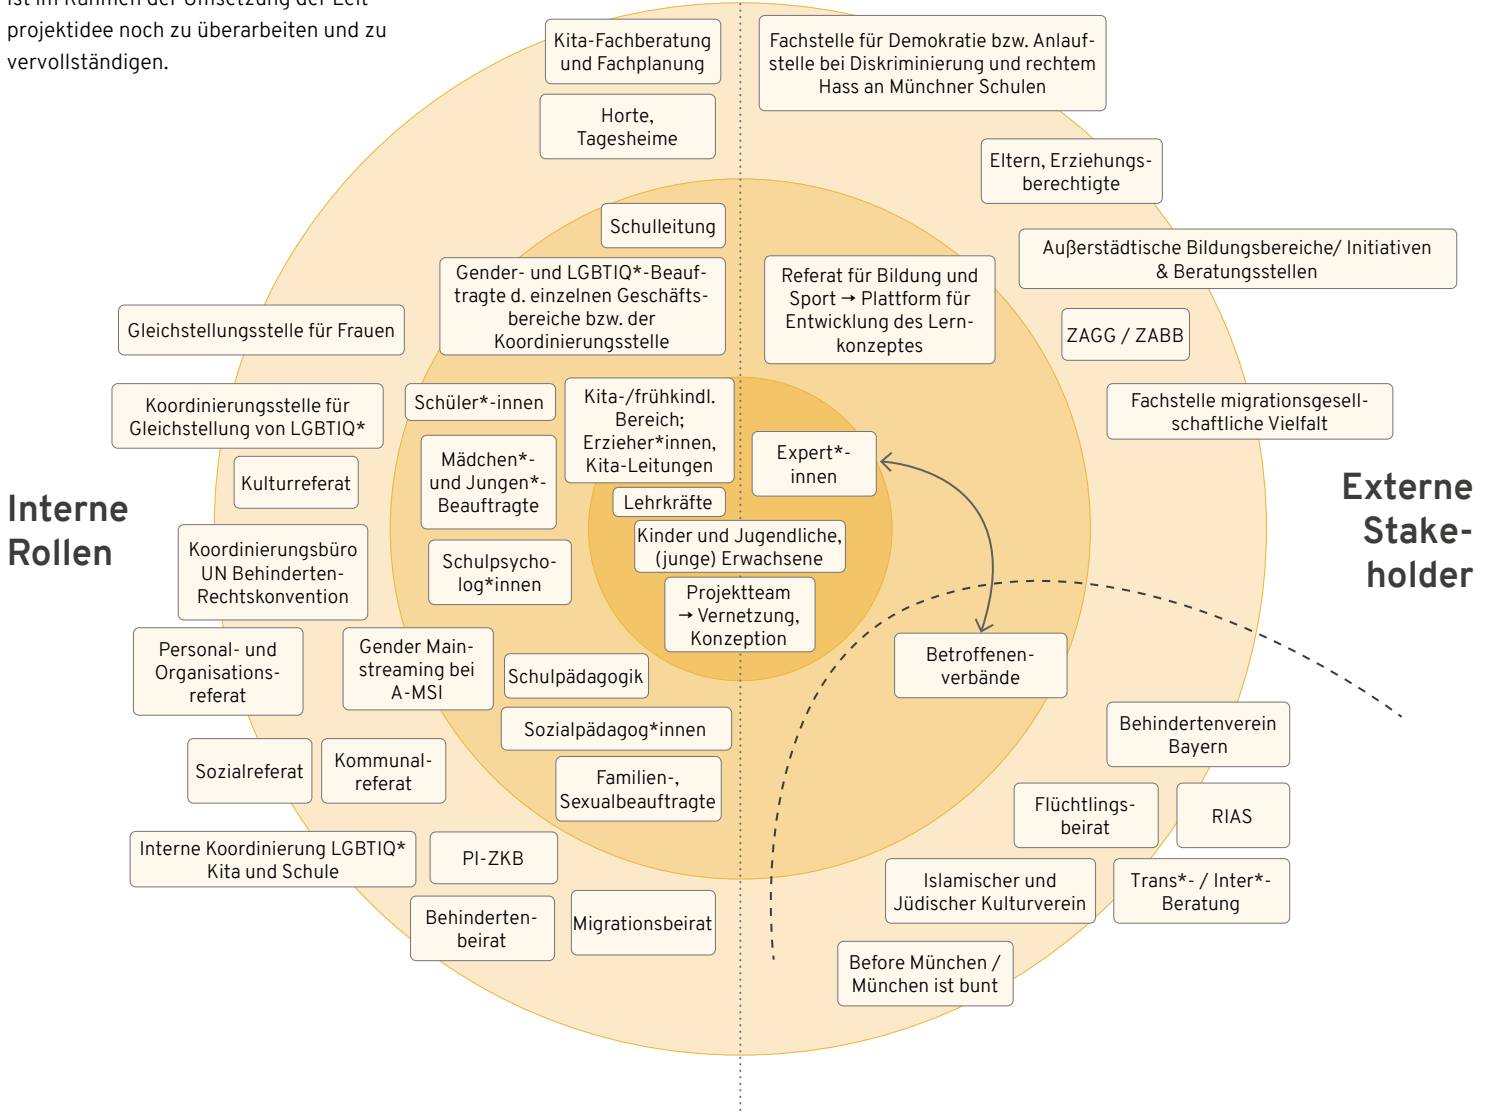 ist im Rahmen der Umsetzung der Leit-
projektidee noch zu überarbeiten und zu
vervollständigen.
Kita-Fachberatung
und Fachplanung
Fachstelle für Demokratie bzw. Anlauf-
stelle bei Diskriminierung und rechtem
Hass an Münchner Schulen
Horte,
Tagesheime
Eltern, Erziehungs-
berechtigte
Schulleitung
Außerstädtische Bildungsbereiche/ Initiativen
& Beratungsstellen
Gender- und LGBTIQ*-Beauf-
tragte d. einzelnen Geschäfts-
bereiche bzw. der
Koordinierungsstelle
Referat für Bildung und
Sport → Plattform für
Entwicklung des Lern-
konzeptes
Gleichstellungsstelle für Frauen
ZAGG / ZABB
Koordinierungsstelle für
Gleichstellung von LGBTIQ*
Schüler*-innen
Kita-/frühkindl.
Bereich;
Erzieher*innen,
Kita-Leitungen
Fachstelle migrationsgesell-
schaftliche Vielfalt
Mädchen*-
und Jungen*-
Beauftragte
Expert*-
innen
Kulturreferat
Interne
Rollen
Externe
Stake-
holder
Lehrkräfte
Kinder und Jugendliche,
(junge) Erwachsene
Koordinierungsbüro
UN Behinderten-
Rechtskonvention
Schulpsycho-
log*innen
Projektteam
→ Vernetzung,
Konzeption
Personal- und
Organisations-
referat
Gender Main-
streaming bei
A-MSI
Schulpädagogik
Betroffenen-
verbände
Sozialpädagog*innen
Behindertenverein
Bayern
Sozialreferat
Kommunal-
referat
Familien-,
Sexualbeauftragte
Flüchtlings-
beirat
RIAS
Interne Koordinierung LGBTIQ*
Kita und Schule
PI-ZKB
Islamischer und
Jüdischer Kulturverein
Trans*- / Inter*-
Beratung
Behinderten-
beirat
Migrationsbeirat
Before München /
München ist bunt